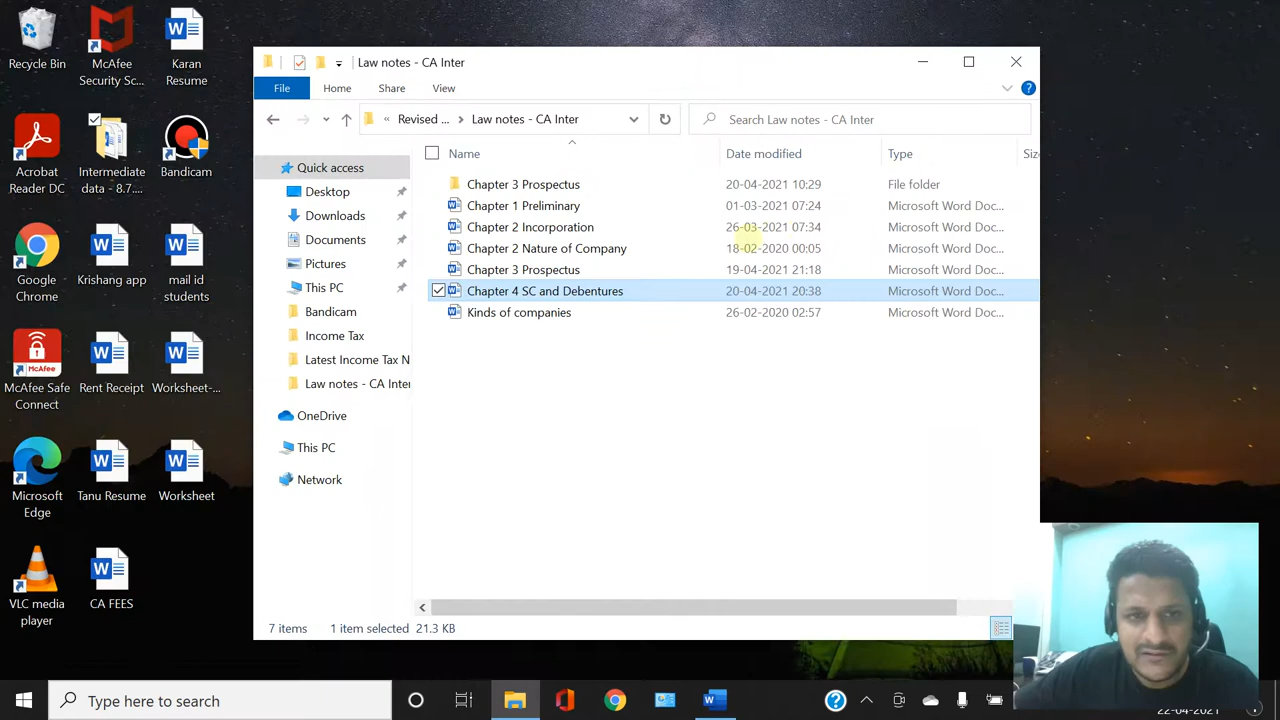 Recycle Bin
McAfee Security Sc...
Karan Resume
Acrobat Reader DC
Intermediate data - 8.7....
Bandicam
Google Chrome
Krishang app
mail id students
McAfee
McAfee Safe Connect
Rent Receipt
Worksheet-...
Microsoft Edge
Tanu Resume
Worksheet
VLC media player
CA FEES
Law notes - CA Inter
File Home Share View
« Revised ... > Law notes - CA Inter
Search Law notes - CA Inter
Name Date modified Type Siz
Chapter 3 Prospectus 20-04-2021 10:29 File folder
Chapter 1 Preliminary 01-03-2021 07:24 Microsoft Word Doc...
Chapter 2 Incorporation 26-03-2021 07:34 Microsoft Word Doc...
Chapter 2 Nature of Company 18-02-2020 00:05 Microsoft Word Doc...
Chapter 3 Prospectus 19-04-2021 21:18 Microsoft Word Doc...
Chapter 4 SC and Debentures 20-04-2021 20:38 Microsoft Word Doc...
Kinds of companies 26-02-2020 02:57 Microsoft Word Doc...
Quick access
Desktop
Downloads
Documents
Pictures
This PC
Bandicam
Income Tax
Latest Income Tax N
Law notes - CA Inter
OneDrive
This PC
Network
7 items 1 item selected 21.3 KB
Type here to search
22-04-2021